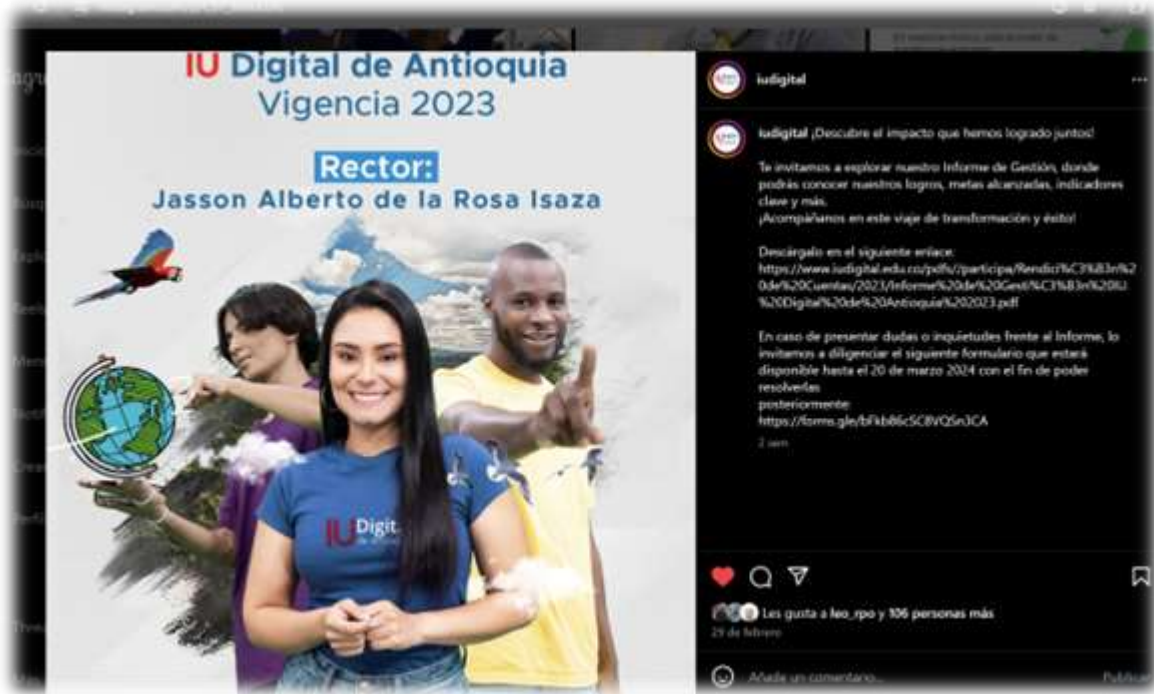 IU Digital de Antioquia
Vigencia 2023
Rector:
Jasson Alberto de la Rosa Isaza
IU Digit
iudigital
iudigital ¡Descubre el impacto que hemos logrado juntos!
Te invitamos a explorar nuestro Informe de Gestión, donde
podrás conocer nuestros logros, metas alcanzadas, indicadores
clave y más.
¡Acompáñanos en este viaje de transformación y éxito!
Descárgalo en el siguiente enlace:
https://www.iudigital.edu.co/pdfs//participa/Rendici%C3%B3n%2
0de%20Cuentas/2023/Informe%20de%20Gesti%C3%B3n%20IU
%20Digital%20de%20Antioquia%202023.pdf
En caso de presentar dudas o inquietudes frente al Informe, lo
invitamos a diligenciar el siguiente formulario que estará
disponible hasta el 20 de marzo 2024 con el fin de poder
resolverlas
posteriormente:
2 sem
Les gusta a leo_rpo y 106 personas más
29 de febrero
Añade un comentario...
Publicar